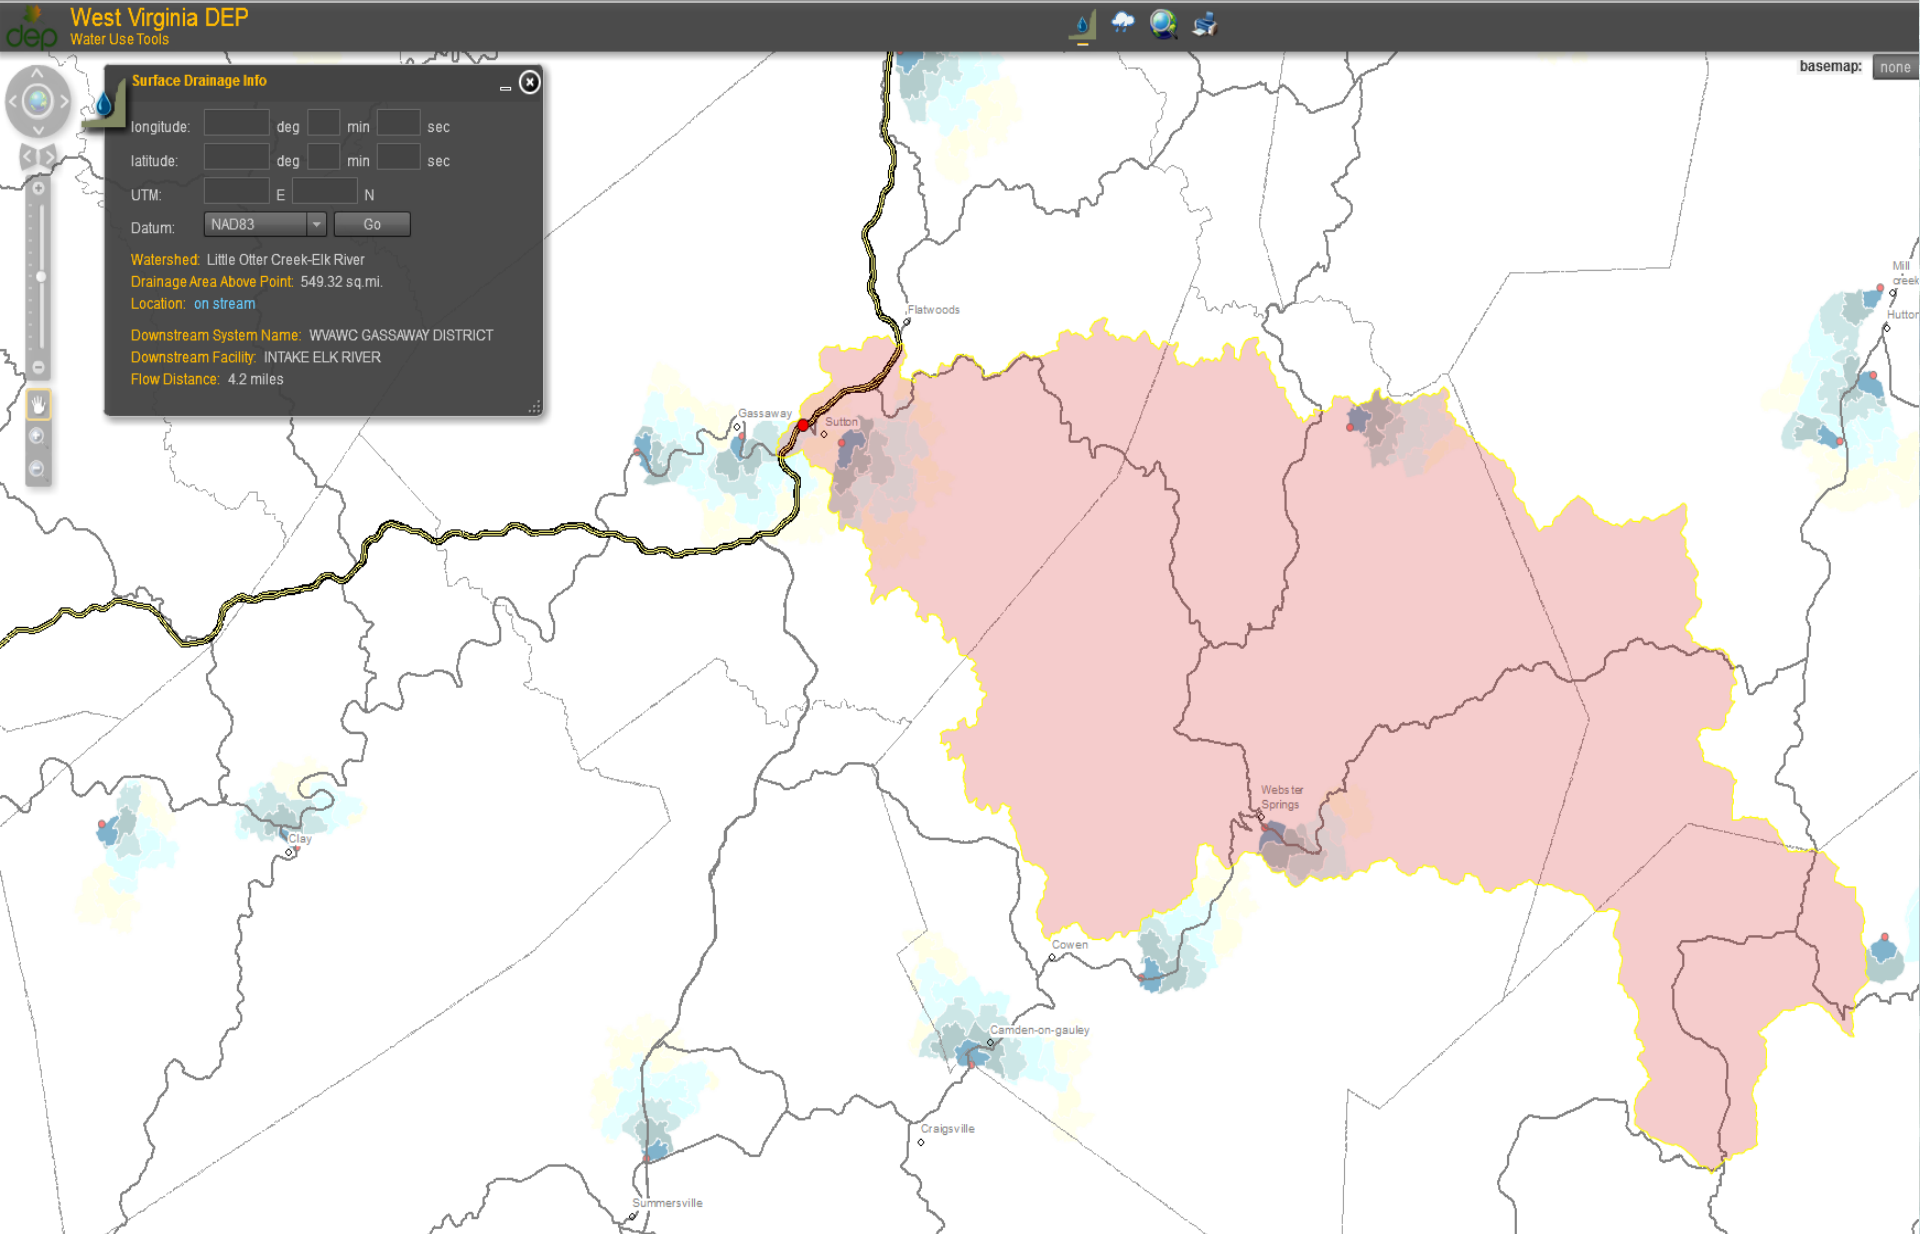 West Virginia DEP
dep
Water Use Tools
basemap: none
Surface Drainage Info
longitude: deg min sec
latitude: deg min sec
UTM: E N
Datum: NAD83 Go
Watershed: Little Otter Creek-Elk River
Drainage Area Above Point: 549.32 sq.mi.
Location: on stream
Downstream System Name: WVAWC GASSAWAY DISTRICT
Downstream Facility: INTAKE ELK RIVER
Flow Distance: 4.2 miles
Mill
creek
Flatwoods
Hutton
Gassaway
Sutton
Webster
Springs
Clay
Cowen
Camden-on-gauley
Craigsville
Summersville